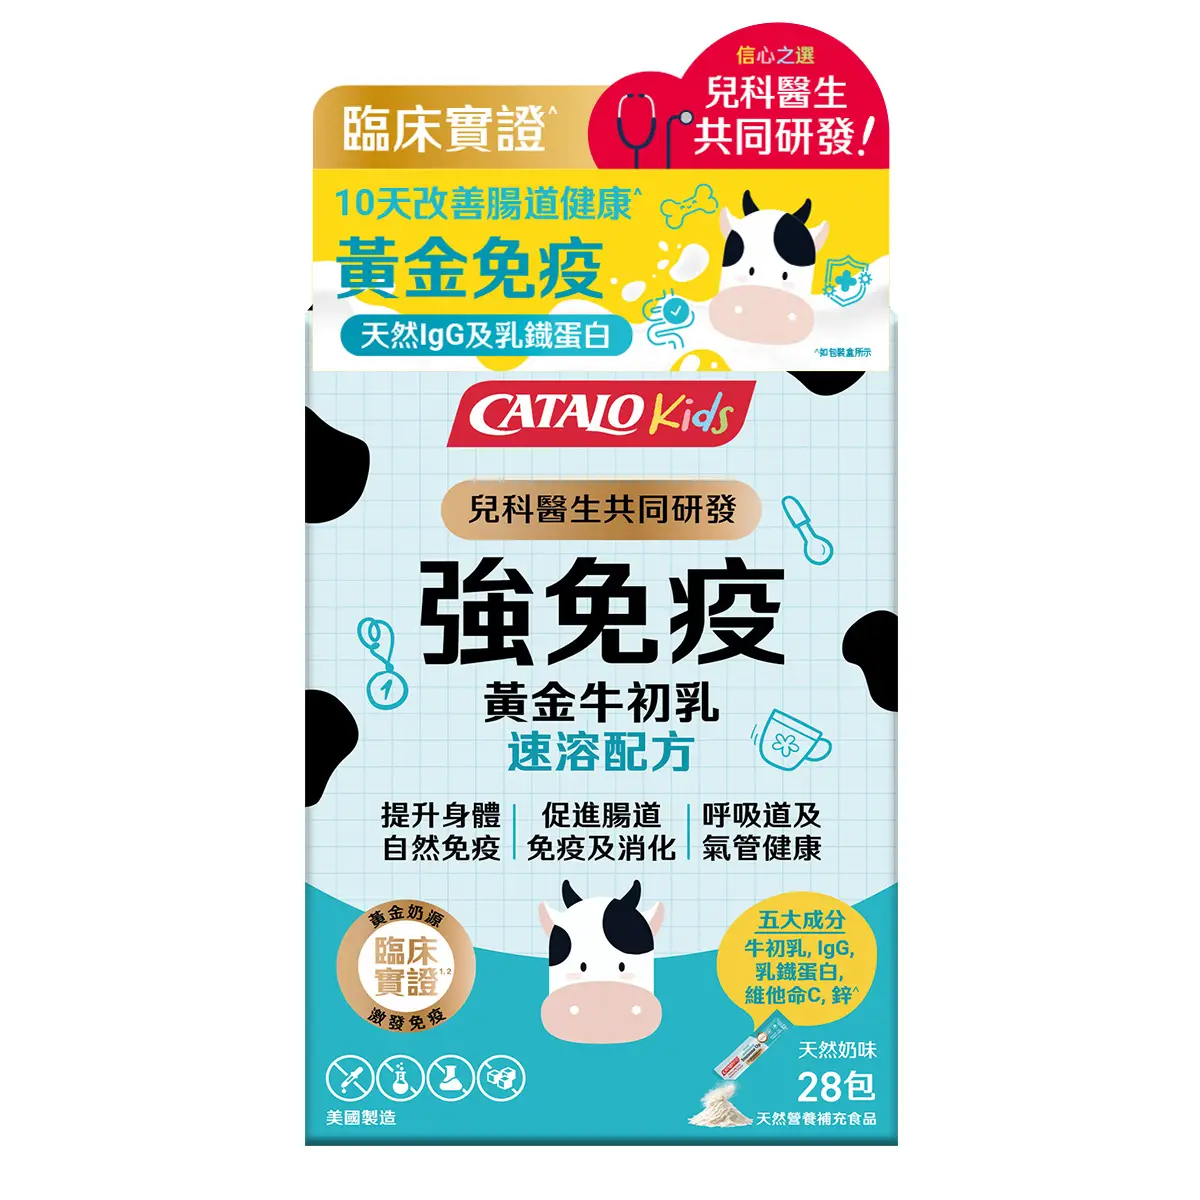 信心之選
兒科醫生
共同研發!
臨床實證^
10天改善腸道健康^
黃金免疫
天然IgG及乳鐵蛋白
^如包裝盒所示
CATALO Kids
兒科醫生共同研發
強免疫
黃金牛初乳
速溶配方
提升身體
自然免疫
促進腸道
免疫及消化
呼吸道及
氣管健康
黃金奶源
臨床
實證1,2
激發免疫
1
五大成分
牛初乳, IgG,
乳鐵蛋白,
維他命C, 鋅^
天然奶味
28包
天然營養補充食品
美國製造